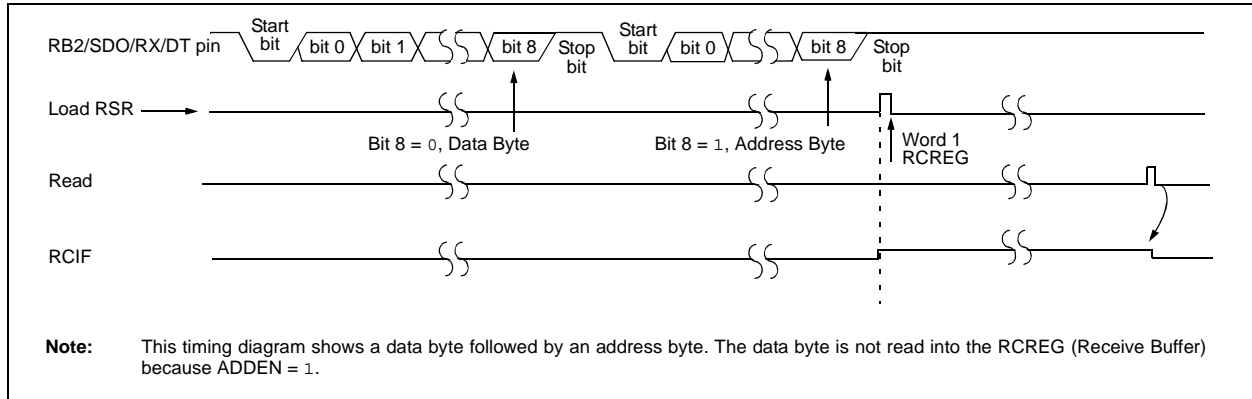 RB2/SDO/RX/DT pin
Start
bit
bit 0
bit 1
bit 8
Stop
bit
Start
bit
bit 0
bit 8
Stop
bit
Load RSR
Bit 8 = 0, Data Byte
Bit 8 = 1, Address Byte
Word 1
RCREG
Read
RCIF
Note: This timing diagram shows a data byte followed by an address byte. The data byte is not read into the RCREG (Receive Buffer)
because ADDEN = 1.